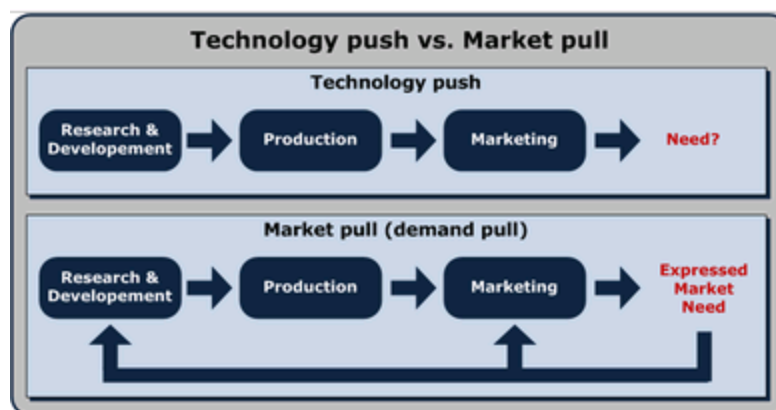 Technology push vs. Market pull
Technology push
Research &
Developement
Production
Marketing
Need?
Market pull (demand pull)
Research &
Developement
Production
Marketing
Expressed
Market
Need